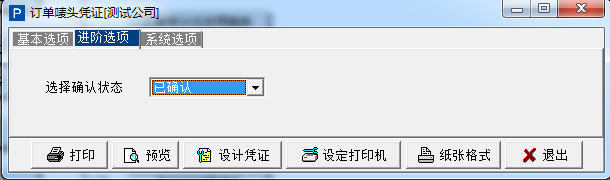 P 订单唛头凭证[测试公司]
基本选项 进阶选项 系统选项
选择确认状态 已确认
打印 预览 设计凭证 设定打印机 纸张格式 退出